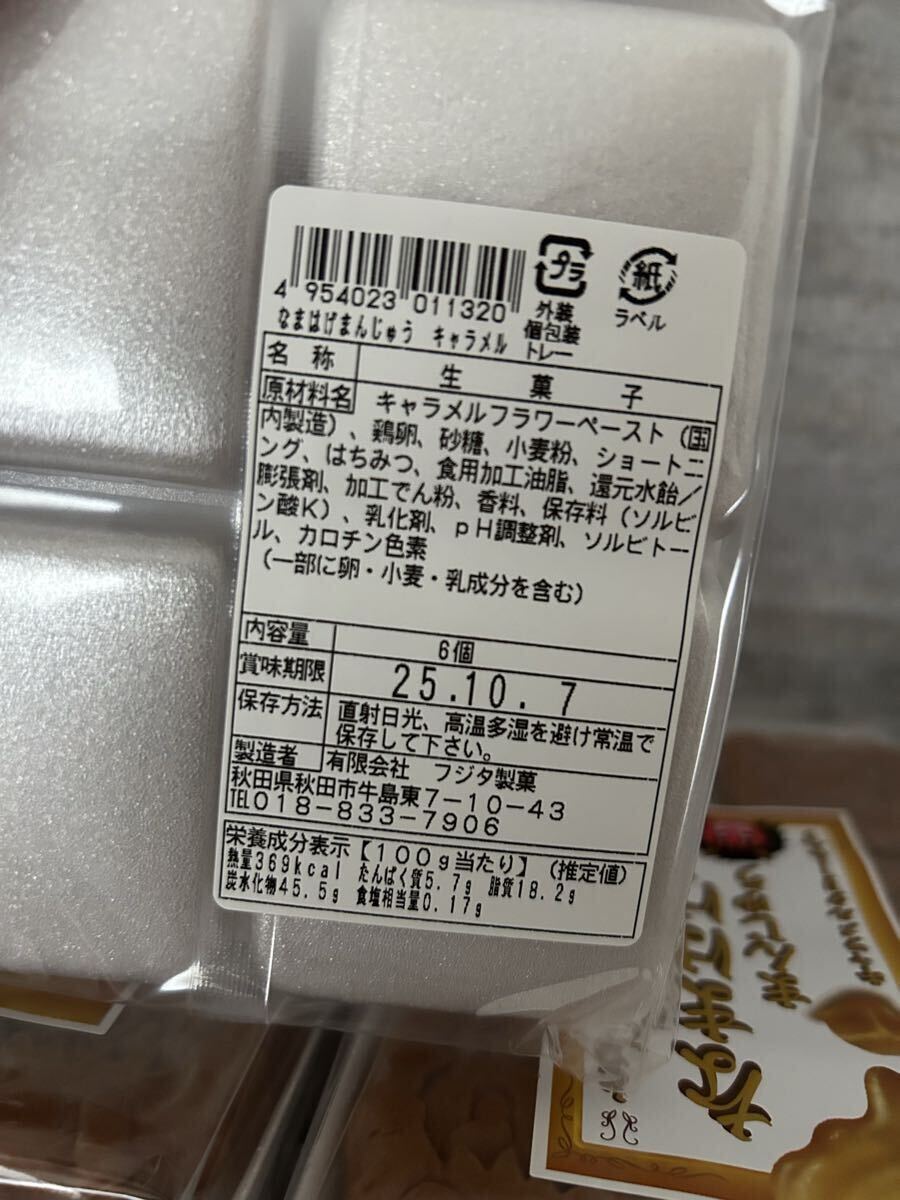 4 954023 011320
プラ
外装
個包装
トレー
紙
ラベル
なまはげまんじゅう キャラメル
名称 生菓子
原材料名 キャラメルフラワーペースト（国
内製造）、鶏卵、砂糖、小麦粉、ショートニ
ング、はちみつ、食用加工油脂、還元水飴／
膨張剤、加工でん粉、香料、保存料（ソルビ
ン酸K）、乳化剤、pH調整剤、ソルビトー
ル、カロチン色素
（一部に卵・小麦・乳成分を含む）
内容量 6個
賞味期限 25.10.7
保存方法 直射日光、高温多湿を避け常温で
保存して下さい。
製造者 有限会社 フジタ製菓
秋田県秋田市牛島東7-10-43
TEL018-833-7906
栄養成分表示【100g当たり】（推定値）
熱量369kcal たんぱく質5.7g 脂質18.2g
炭水化物45.5g 食塩相当量0.17g
なまはげ
まんじゅう